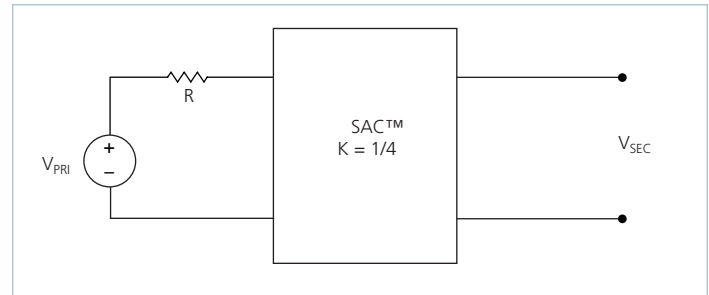 R
SAC™
K = 1/4
+
−
V_PRI
V_SEC